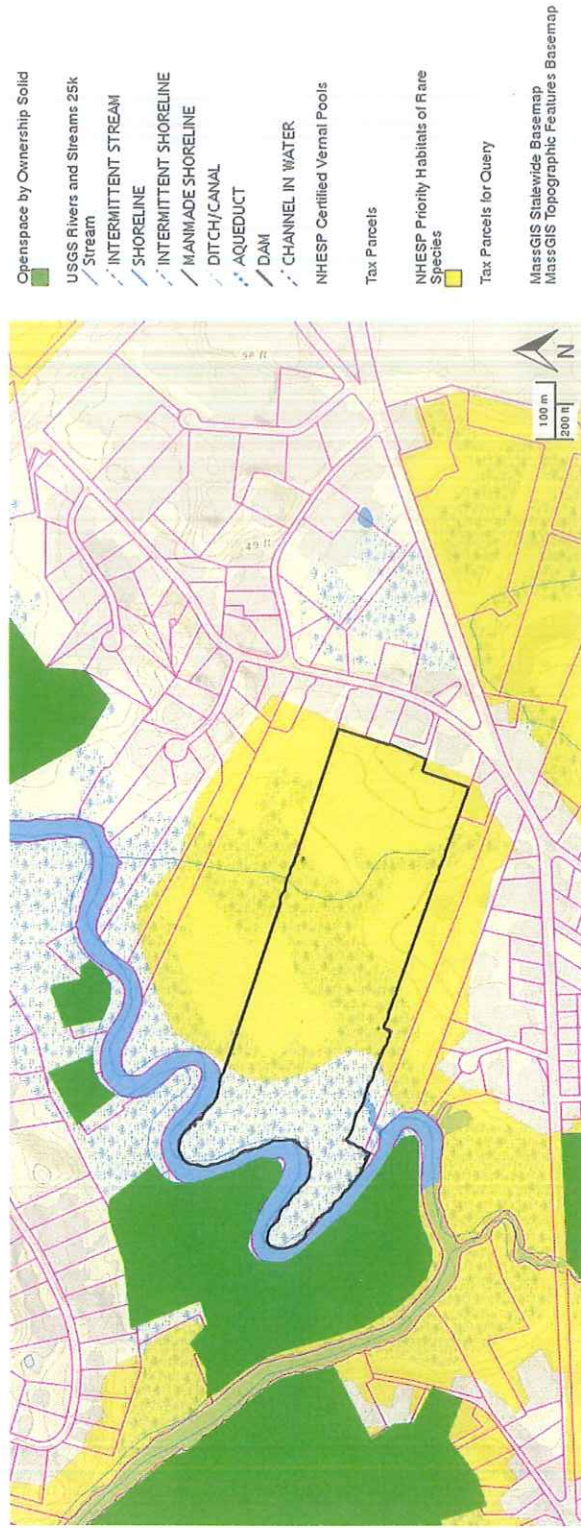 Openspace by Ownership Solid
USGS Rivers and Streams 25k
Stream
INTERMITTENT STREAM
SHORELINE
INTERMITTENT SHORELINE
MANMADE SHORELINE
DITCH/CANAL
AQUEDUCT
DAM
CHANNEL IN WATER
NHESP Certified Vernal Pools
Tax Parcels
NHESP Priority Habitats of Rare
Species
Tax Parcels for Query
MassGIS Statewide Basemap
MassGIS Topographic Features Basemap
49 ft
100 m
200 ft
N